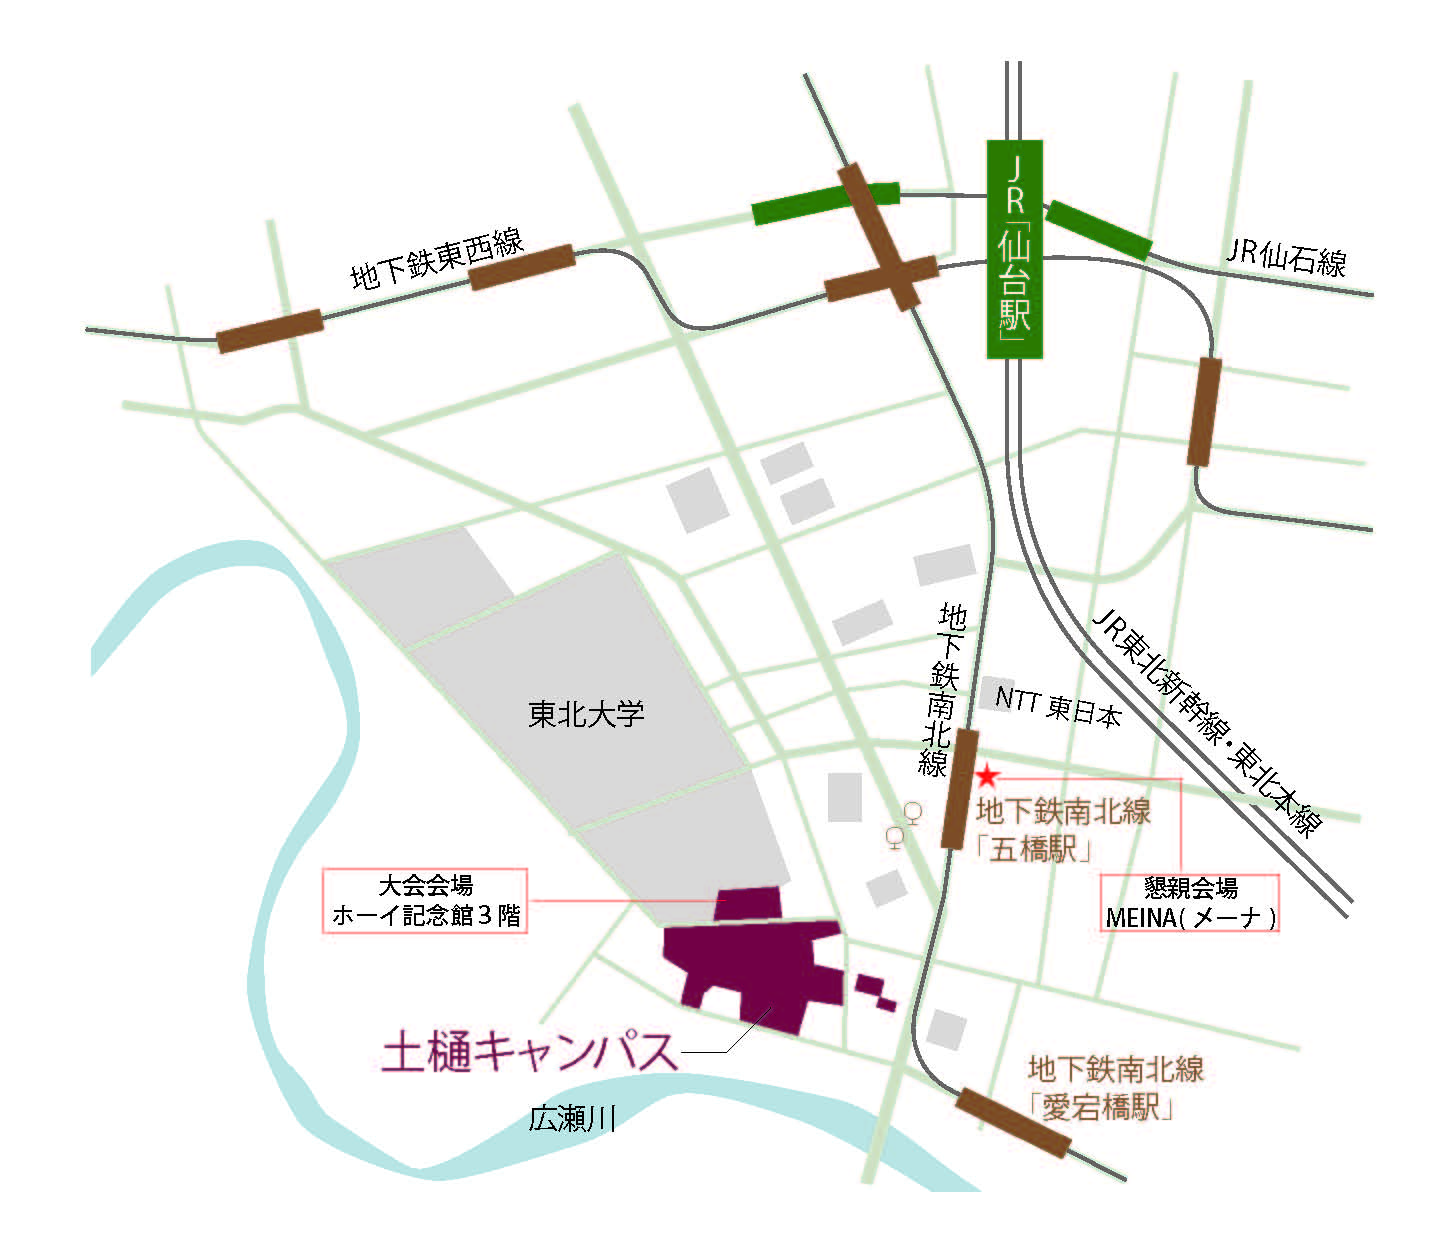 JR「仙台駅」
地下鉄東西線
JR仙石線
地下鉄南北線
JR東北新幹線・東北本線
NTT 東日本
東北大学
地下鉄南北線
「五橋駅」
大会会場
ホーイ記念館３階
懇親会場
MEINA(メーナ)
土樋キャンパス
地下鉄南北線
「愛宕橋駅」
広瀬川